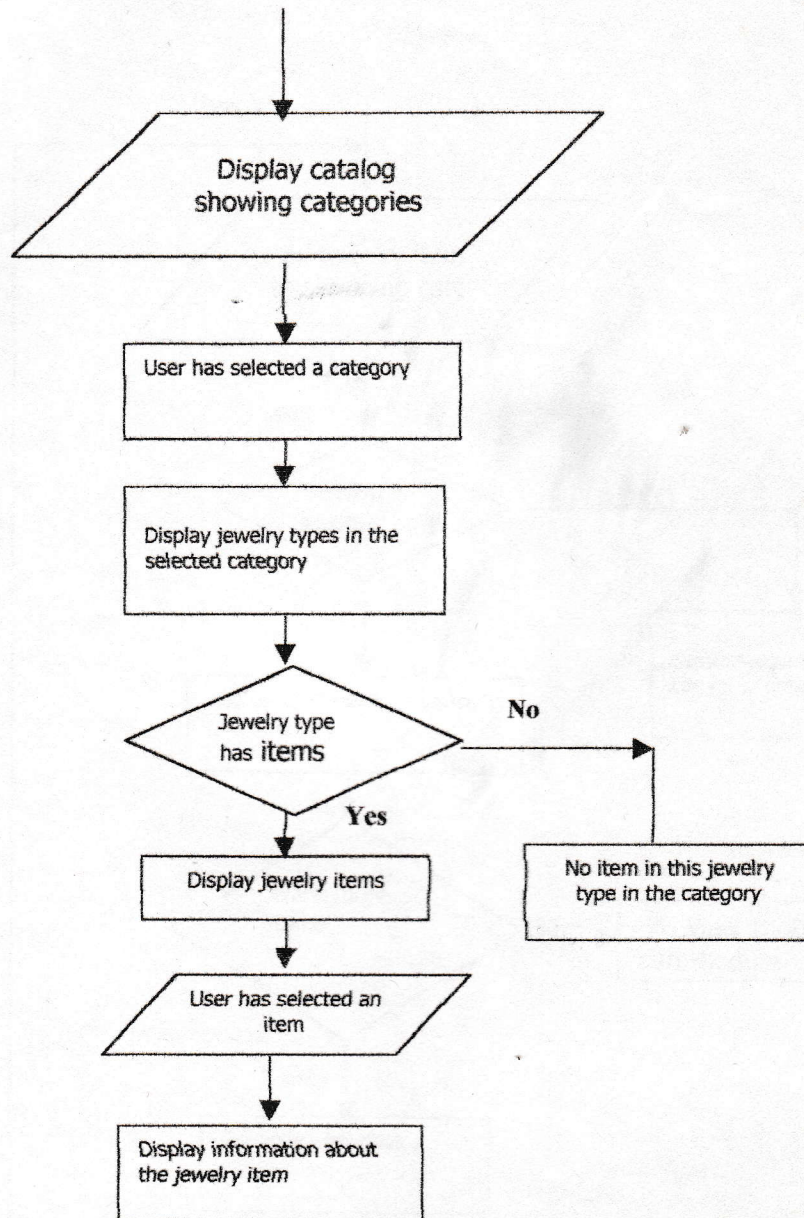 Display catalog
showing categories
User has selected a category
Display jewelry types in the
selected category
Jewelry type
has items
No
Yes
Display jewelry items
No item in this jewelry
type in the category
User has selected an
item
Display information about
the jewelry item